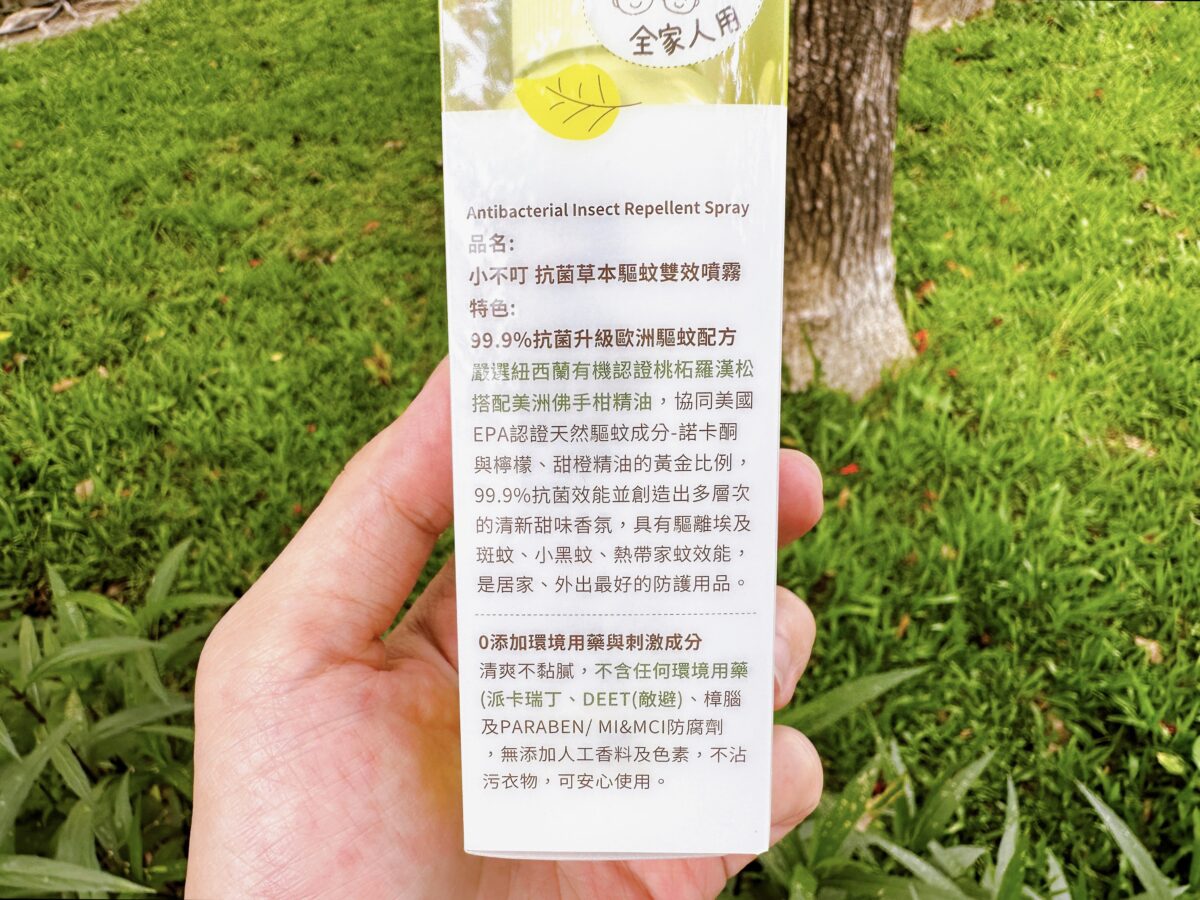 全家人用
Antibacterial Insect Repellent Spray
品名:
小不叮 抗菌草本驅蚊雙效噴霧
特色:
99.9%抗菌升級歐洲驅蚊配方
嚴選紐西蘭有機認證桃柘羅漢松
搭配美洲佛手柑精油，協同美國
EPA認證天然驅蚊成分-諾卡酮
與檸檬、甜橙精油的黃金比例，
99.9%抗菌效能並創造出多層次
的清新甜味香氛，具有驅離埃及
斑蚊、小黑蚊、熱帶家蚊效能，
是居家、外出最好的防護用品。
0添加環境用藥與刺激成分
清爽不黏膩，不含任何環境用藥
(派卡瑞丁、DEET(敵避)、樟腦
及PARABEN/ MI&MCI防腐劑
，無添加人工香料及色素，不沾
污衣物，可安心使用。